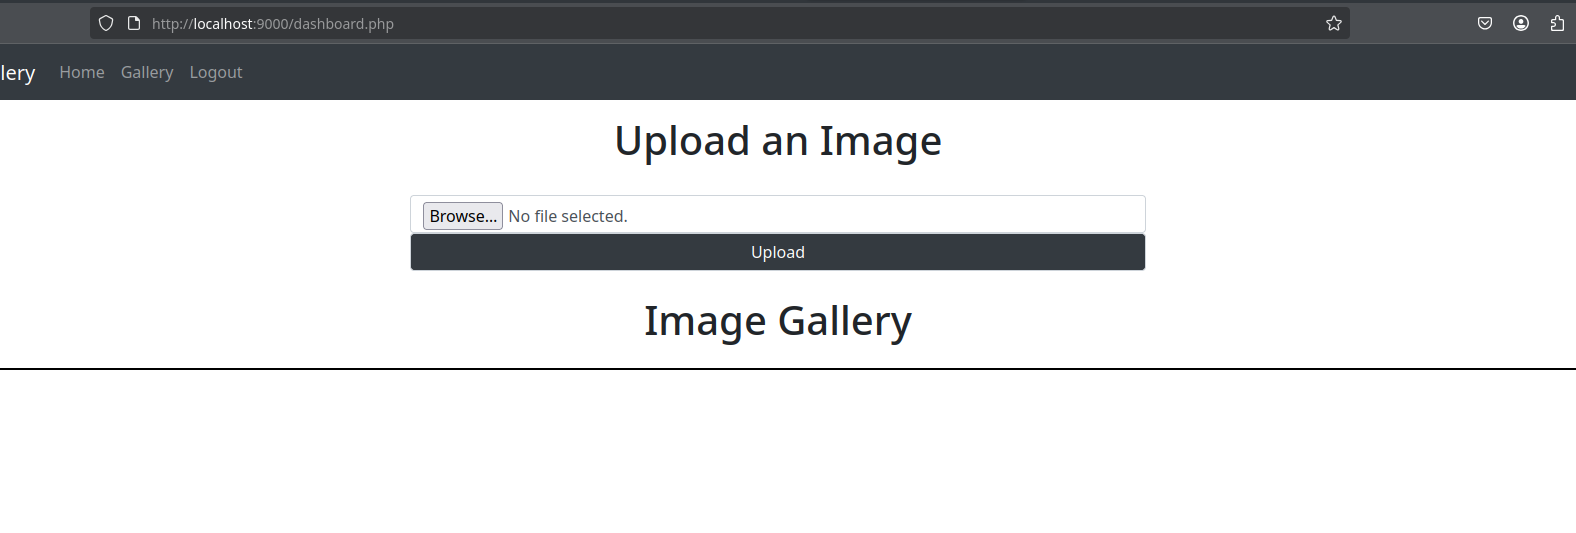 http://localhost:9000/dashboard.php
lery Home Gallery Logout
Upload an Image
Browse... No file selected.
Upload
Image Gallery